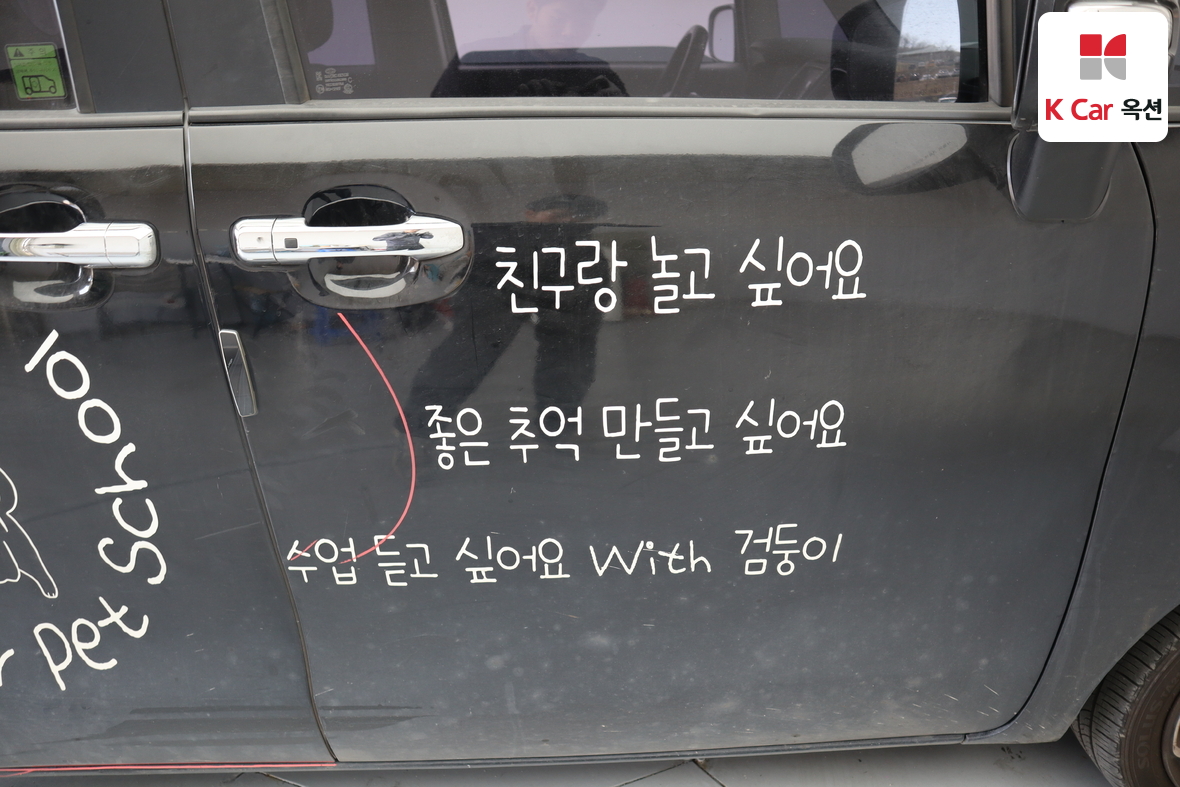 K Car 옥션
친구랑 놀고 싶어요
좋은 추억 만들고 싶어요
수업 듣고 싶어요 With 검둥이
Pet School